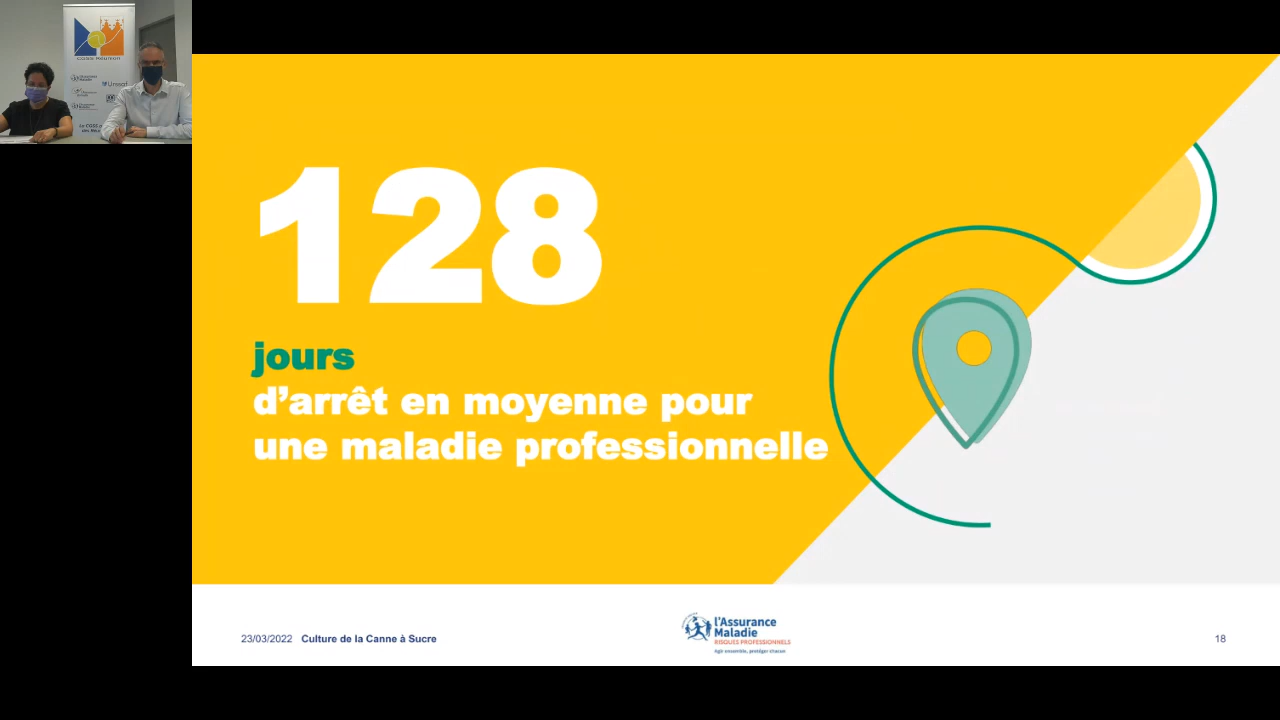 128
jours
d'arrêt en moyenne pour
une maladie professionnelle
23/03/2022 Culture de la Canne à Sucre
l'Assurance
Maladie
RISQUES PROFESSIONNELS
Agir ensemble, protéger chacun
18